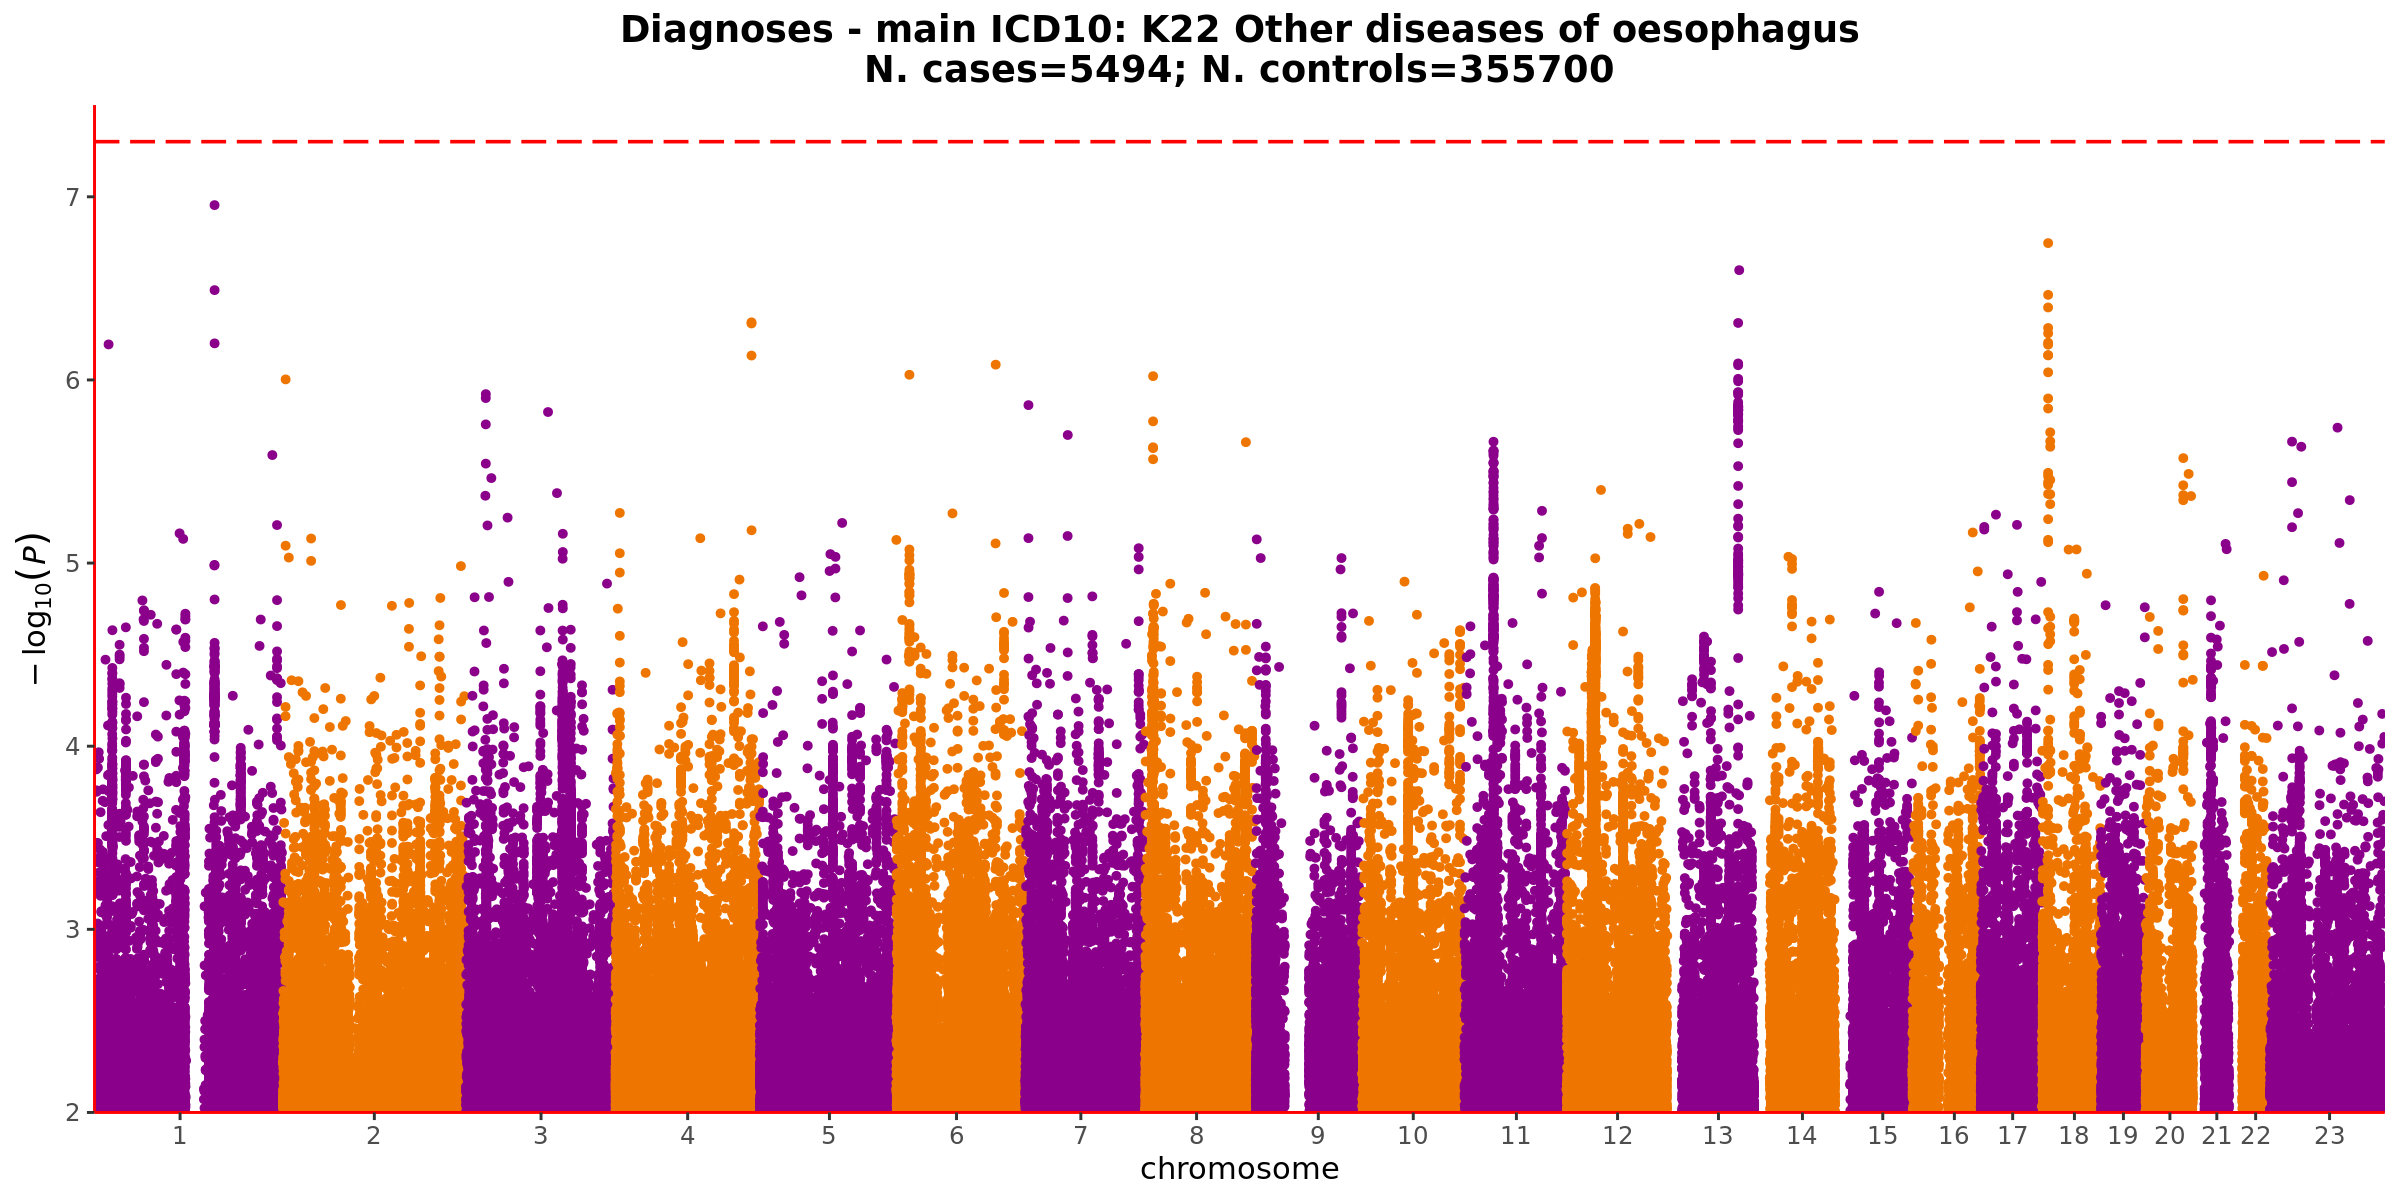 Diagnoses - main ICD10: K22 Other diseases of oesophagus
N. cases=5494; N. controls=355700
−log₁₀(P)
7
6
5
4
3
2
1 2 3 4 5 6 7 8 9 10 11 12 13 14 15 16 17 18 19 20 21 22 23
chromosome